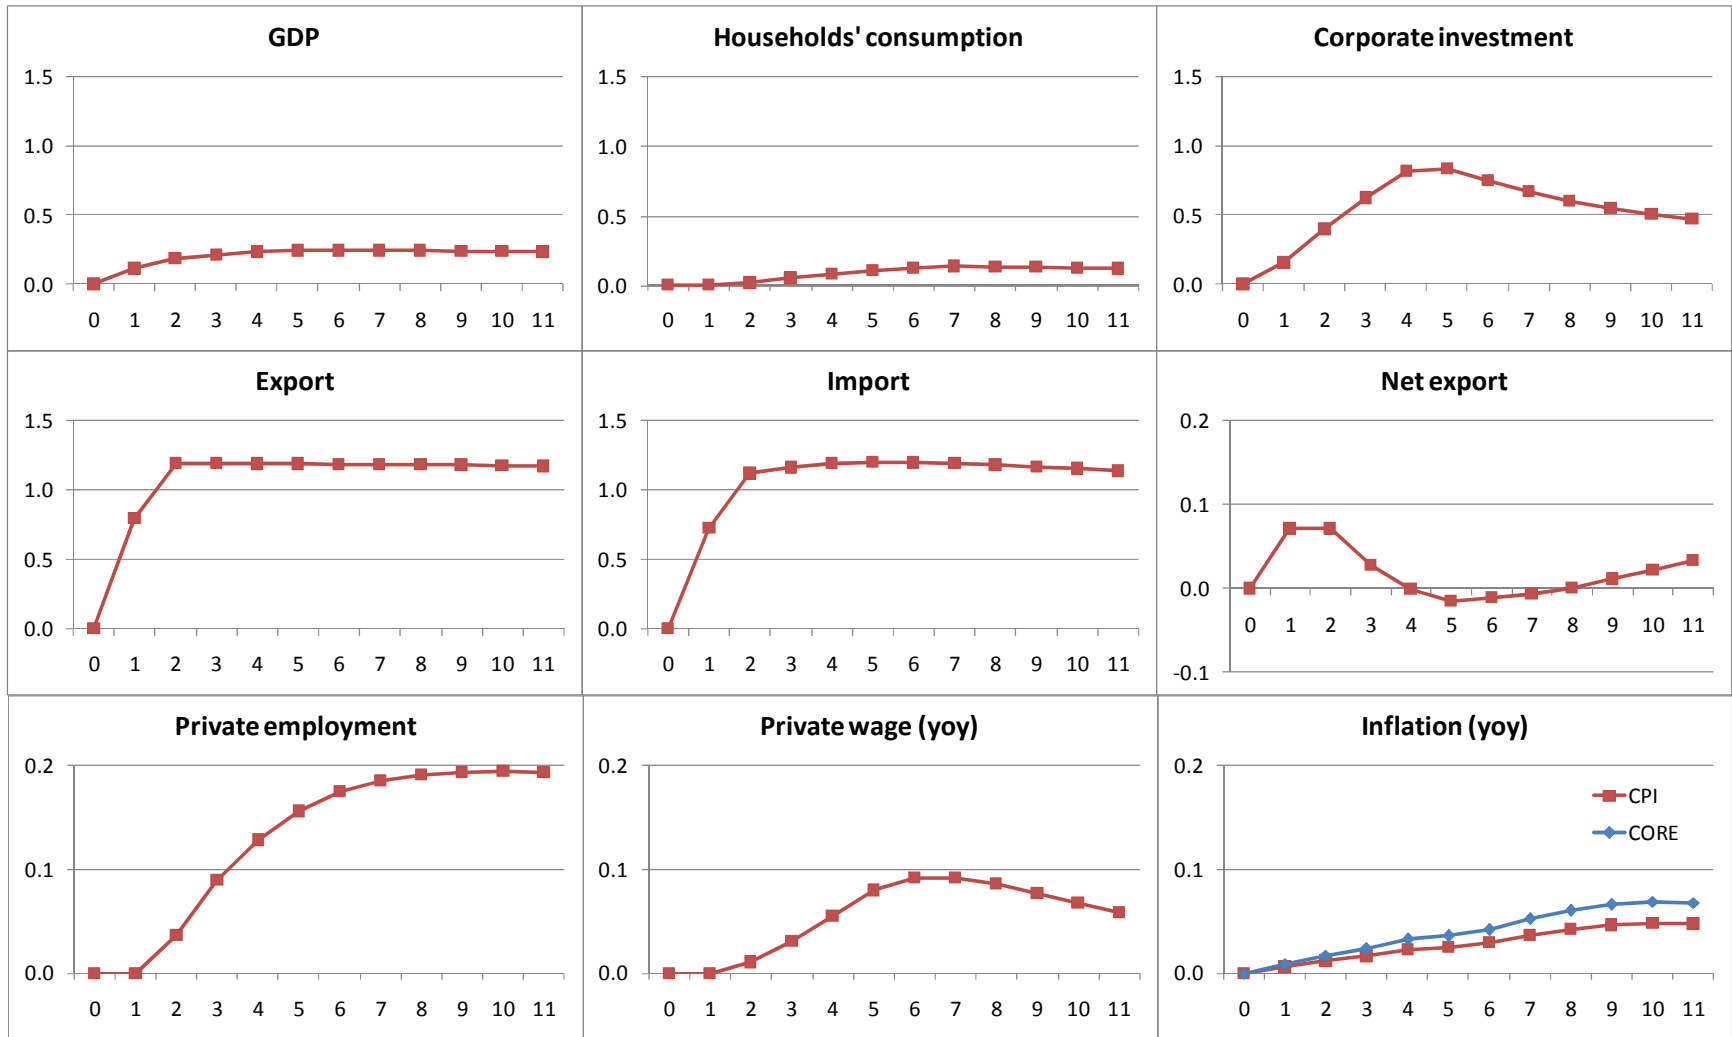 GDP
1.5
1.0
0.5
0.0
0 1 2 3 4 5 6 7 8 9 10 11
Households' consumption
1.5
1.0
0.5
0.0
0 1 2 3 4 5 6 7 8 9 10 11
Corporate investment
1.5
1.0
0.5
0.0
0 1 2 3 4 5 6 7 8 9 10 11
Export
1.5
1.0
0.5
0.0
0 1 2 3 4 5 6 7 8 9 10 11
Import
1.5
1.0
0.5
0.0
0 1 2 3 4 5 6 7 8 9 10 11
Net export
0.2
0.1
0.0
0 1 2 3 4 5 6 7 8 9 10 11
-0.1
Private employment
0.2
0.1
0.0
0 1 2 3 4 5 6 7 8 9 10 11
Private wage (yoy)
0.2
0.1
0.0
0 1 2 3 4 5 6 7 8 9 10 11
Inflation (yoy)
0.2
CPI
CORE
0.1
0.0
0 1 2 3 4 5 6 7 8 9 10 11